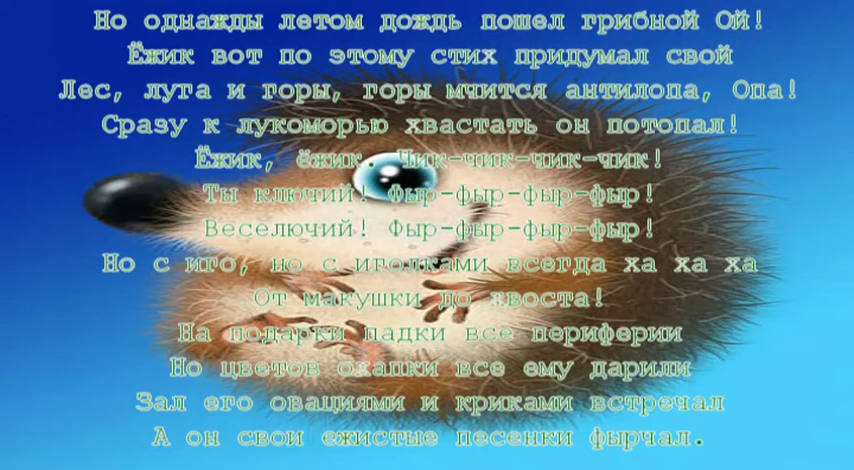 Но однажды летом дождь пошел грибной Ой!
Ёжик вот по этому стих придумал свой
Лес, луга и горы, горы мчится антилопа, Опа!
Сразу к лукоморью хвастать он потопал!
Ёжик, ёжик. Чик-чик-чик-чик!
Ты ключий! Фыр-фыр-фыр-фыр!
Веселючий! Фыр-фыр-фыр-фыр!
Но с иго, но с иголками всегда ха ха ха
От макушки до хвоста!
На подарки падки все периферии
Но цветов охапки все ему дарили
Зал его овациями и криками встречал
А он свои ежистые песенки фырчал.